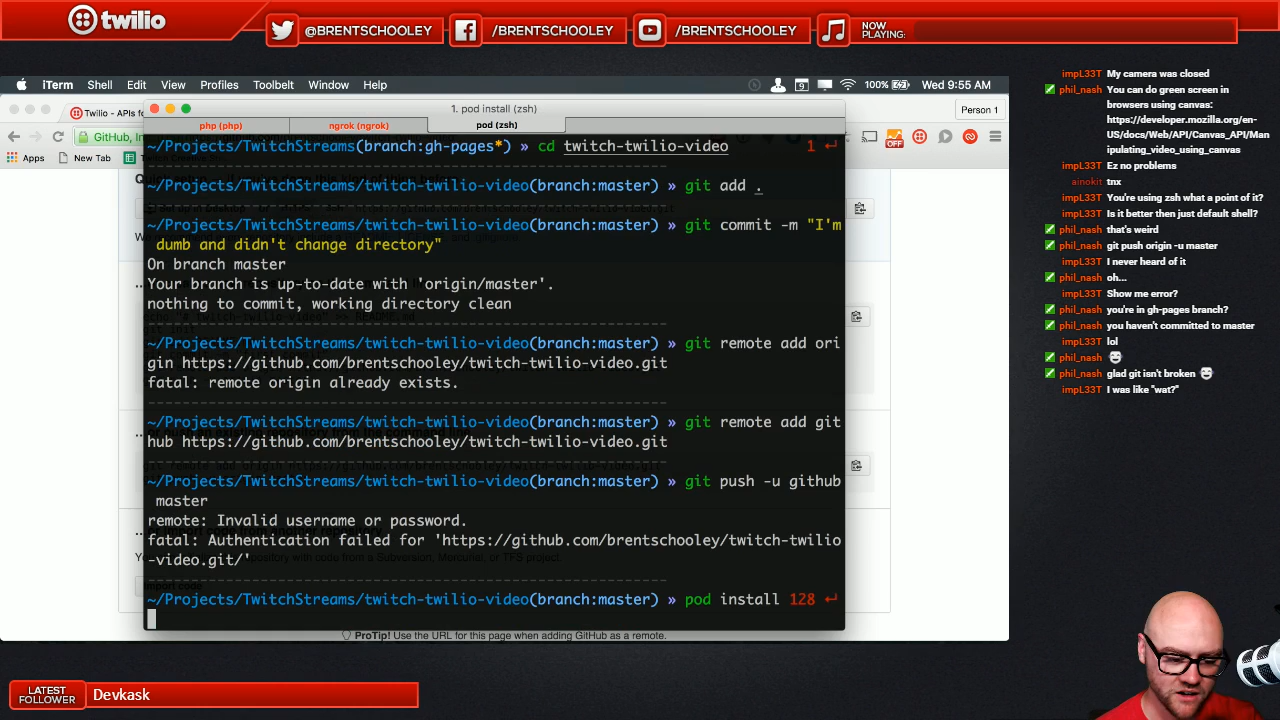 twilio
@BRENTSCHOOLEY
/BRENTSCHOOLEY
/BRENTSCHOOLEY
NOW
PLAYING:
iTerm Shell Edit View Profiles Toolbelt Window Help
9
100%
Wed 9:55 AM
Twilio - APIs fo
Person 1
GitHub, In
OFF
Apps
New Tab
1. pod install (zsh)
php (php)
ngrok (ngrok)
pod (zsh)
~/Projects/TwitchStreams(branch:gh-pages*) » cd twitch-twilio-video 1 ↵
~/Projects/TwitchStreams/twitch-twilio-video(branch:master) » git add .
~/Projects/TwitchStreams/twitch-twilio-video(branch:master) » git commit -m "I'm
dumb and didn't change directory"
On branch master
Your branch is up-to-date with 'origin/master'.
nothing to commit, working directory clean
~/Projects/TwitchStreams/twitch-twilio-video(branch:master) » git remote add ori
gin https://github.com/brentschooley/twitch-twilio-video.git
fatal: remote origin already exists.
~/Projects/TwitchStreams/twitch-twilio-video(branch:master) » git remote add git
hub https://github.com/brentschooley/twitch-twilio-video.git
~/Projects/TwitchStreams/twitch-twilio-video(branch:master) » git push -u github
master
remote: Invalid username or password.
fatal: Authentication failed for 'https://github.com/brentschooley/twitch-twilio
-video.git/'
~/Projects/TwitchStreams/twitch-twilio-video(branch:master) » pod install 128 ↵
ProTip! Use the URL for this page when adding GitHub as a remote.
impL33T My camera was closed
phil_nash You can do green screen in
browsers using canvas:
https://developer.mozilla.org/en-
US/docs/Web/API/Canvas_API/Man
ipulating_video_using_canvas
impL33T Ez no problems
ainokit tnx
impL33T You're using zsh what a point of it?
impL33T Is it better then just default shell?
phil_nash that's weird
phil_nash git push origin -u master
impL33T I never heard of it
phil_nash oh...
impL33T Show me error?
phil_nash you're in gh-pages branch?
phil_nash you haven't committed to master
impL33T lol
phil_nash
phil_nash glad git isn't broken
impL33T I was like "wat?"
LATEST
FOLLOWER
Devkask